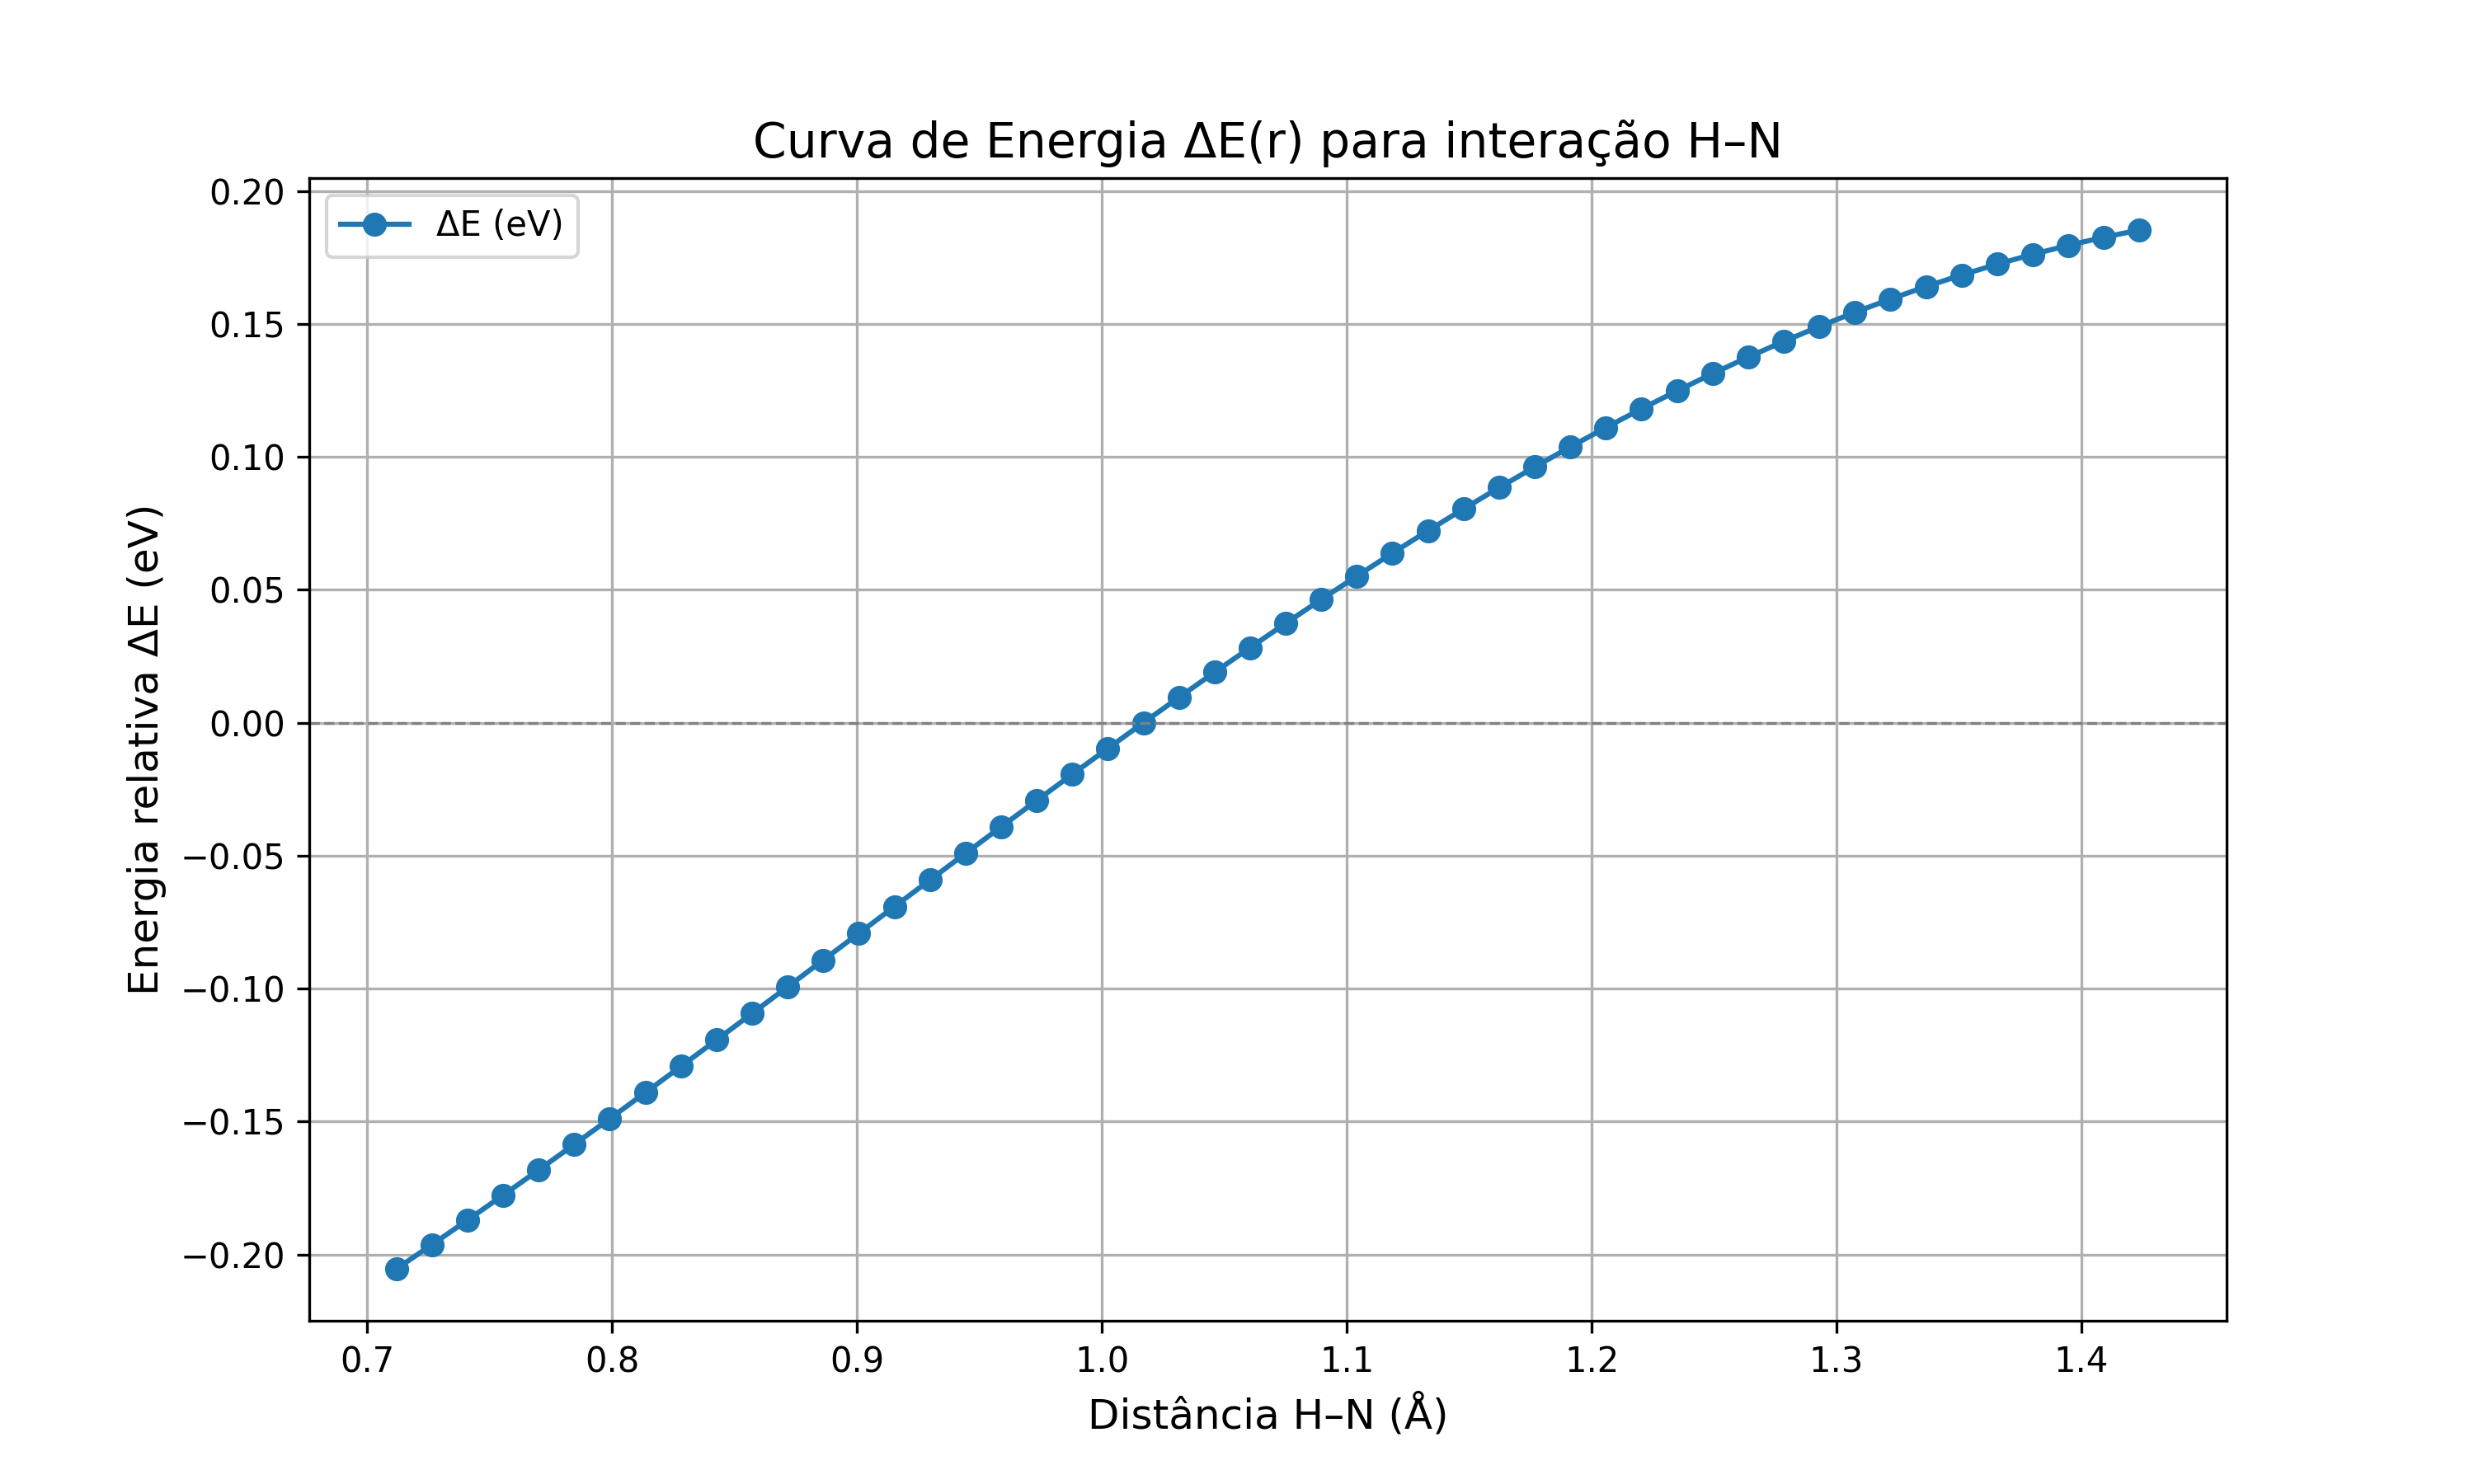 Curva de Energia ΔE(r) para interação H–N
ΔE (eV)
Energia relativa ΔE (eV)
0.20
0.15
0.10
0.05
0.00
−0.05
−0.10
−0.15
−0.20
0.7 0.8 0.9 1.0 1.1 1.2 1.3 1.4
Distância H–N (Å)